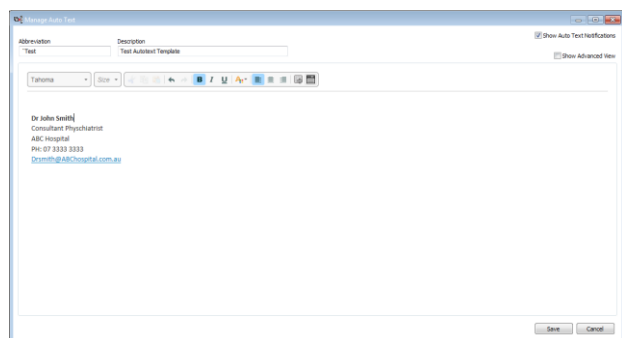 Manage Auto Text
Abbreviation
Description
Show Auto Text Notifications
`Test
Test Autotext Template
Show Advanced View
Tahoma
Size
B I U
Dr John Smith
Consultant Physchiatrist
ABC Hospital
PH: 07 3333 3333
Drsmith@ABChospital.com.au
Save
Cancel